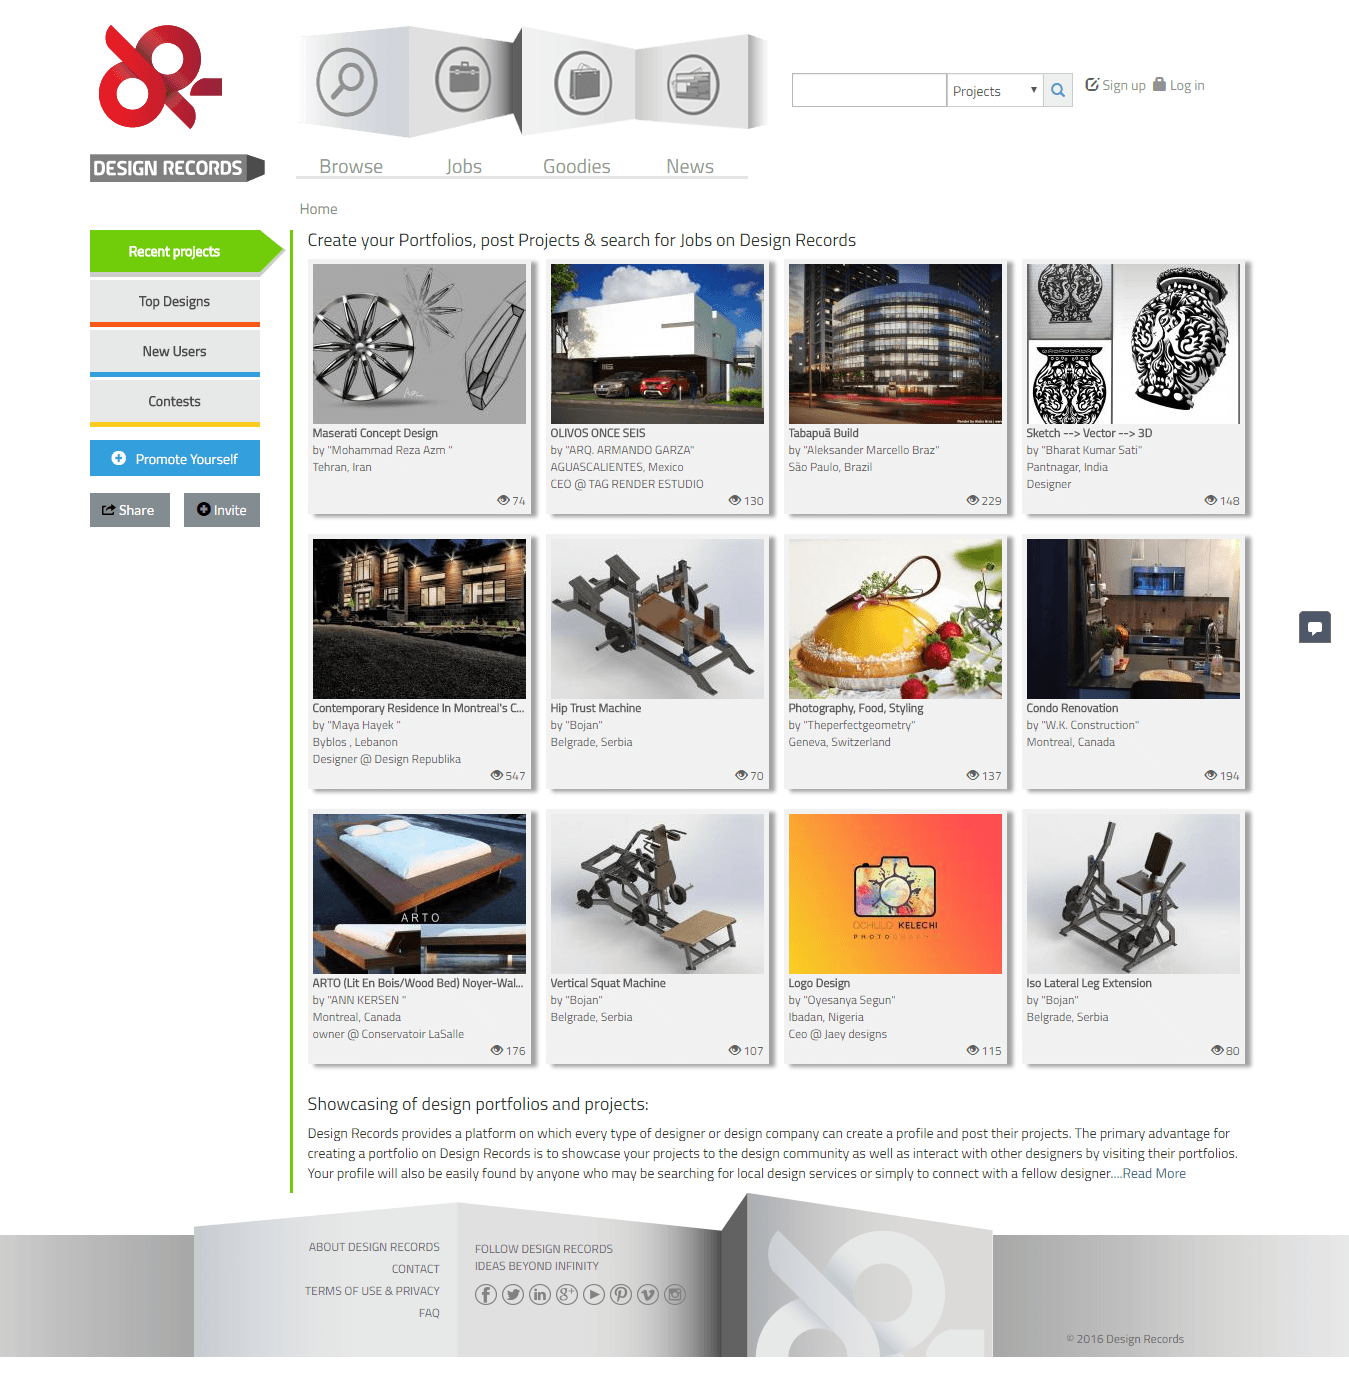 DESIGN RECORDS
Browse
Jobs
Goodies
News
Projects
Sign up
Log in
Home
Recent projects
Top Designs
New Users
Contests
Promote Yourself
Share
Invite
Create your Portfolios, post Projects & search for Jobs on Design Records
Maserati Concept Design
by "Mohammad Reza Azm "
Tehran, Iran
74
OLIVOS ONCE SEIS
by "ARQ. ARMANDO GARZA"
AGUASCALIENTES, Mexico
CEO @ TAG RENDER ESTUDIO
130
Tabapuã Build
by "Aleksander Marcello Braz"
São Paulo, Brazil
229
Sketch --> Vector --> 3D
by "Bharat Kumar Sati"
Pantnagar, India
Designer
148
Contemporary Residence In Montreal's C...
by "Maya Hayek "
Byblos , Lebanon
Designer @ Design Republika
547
Hip Trust Machine
by "Bojan"
Belgrade, Serbia
70
Photography, Food, Styling
by "Theperfectgeometry"
Geneva, Switzerland
137
Condo Renovation
by "W.K. Construction"
Montreal, Canada
194
ARTO
ARTO (Lit En Bois/Wood Bed) Noyer-Wal...
by "ANN KERSEN "
Montreal, Canada
owner @ Conservatoir LaSalle
176
Vertical Squat Machine
by "Bojan"
Belgrade, Serbia
107
OCHULO KELECHI
PHOTOGRAPHY
Logo Design
by "Oyesanya Segun"
Ibadan, Nigeria
Ceo @ Jaey designs
115
Iso Lateral Leg Extension
by "Bojan"
Belgrade, Serbia
80
Showcasing of design portfolios and projects:
Design Records provides a platform on which every type of designer or design company can create a profile and post their projects. The primary advantage for
creating a portfolio on Design Records is to showcase your projects to the design community as well as interact with other designers by visiting their portfolios.
Your profile will also be easily found by anyone who may be searching for local design services or simply to connect with a fellow designer....Read More
ABOUT DESIGN RECORDS
CONTACT
TERMS OF USE & PRIVACY
FAQ
FOLLOW DESIGN RECORDS
IDEAS BEYOND INFINITY
© 2016 Design Records